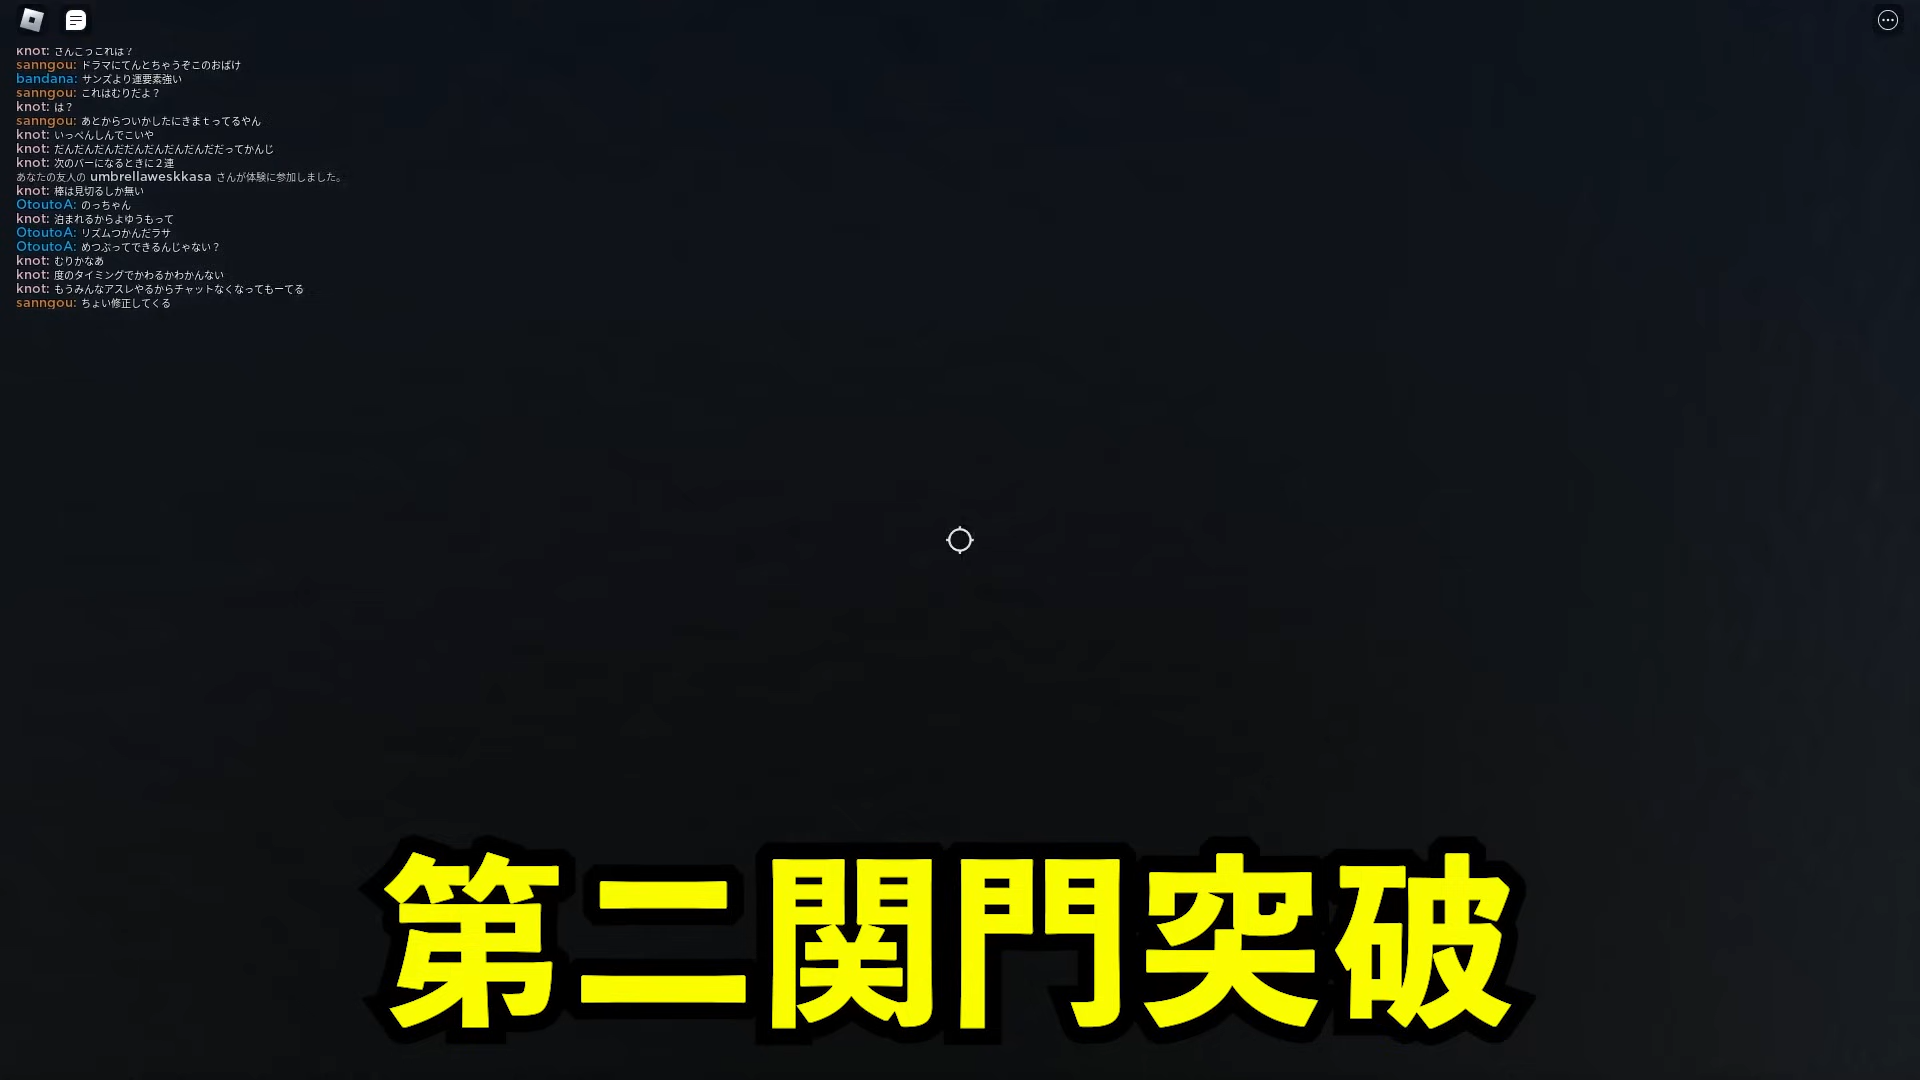 knot: さんこっこれは？
sanngou: ドラマにてんとちゃうぞこのおばけ
bandana: サンズより運要素強い
sanngou: これはむりだよ？
knot: は？
sanngou: あとからついかしたにきまｔってるやん
knot: いっぺんしんでこいや
knot: だんだんだんだだんだんだんだんだだってかんじ
knot: 次のバーになるときに２連
あなたの友人の umbrellaweskkasa さんが体験に参加しました。
knot: 棒は見切るしか無い
OtoutoA: のっちゃん
knot: 泊まれるからよゆうもって
OtoutoA: リズムつかんだラサ
OtoutoA: めつぶってできるんじゃない？
knot: むりかなあ
knot: 度のタイミングでかわるかわかんない
knot: もうみんなアスレやるからチャットなくなってもーてる
sanngou: ちょい修正してくる
第二関門突破